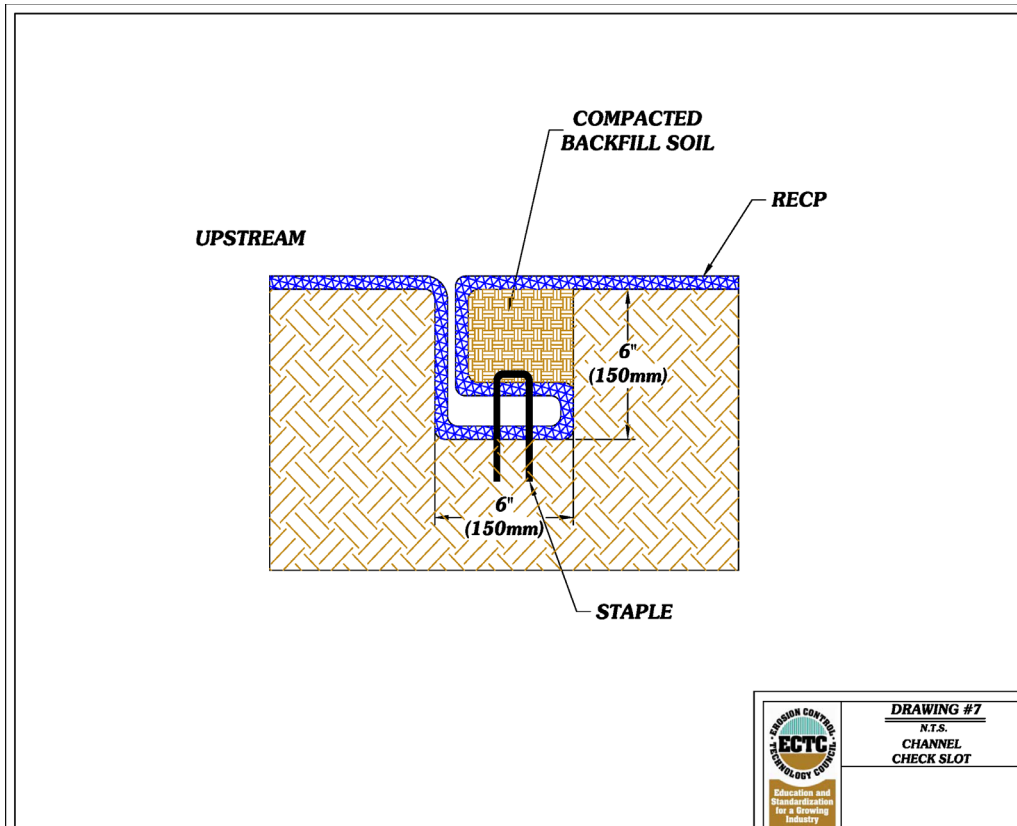 COMPACTED
BACKFILL SOIL
RECP
UPSTREAM
6"
(150mm)
6"
(150mm)
STAPLE
EROSION CONTROL
ECTC
TECHNOLOGY COUNCIL
Education and
Standardization
for a Growing
Industry
DRAWING #7
N.T.S.
CHANNEL
CHECK SLOT